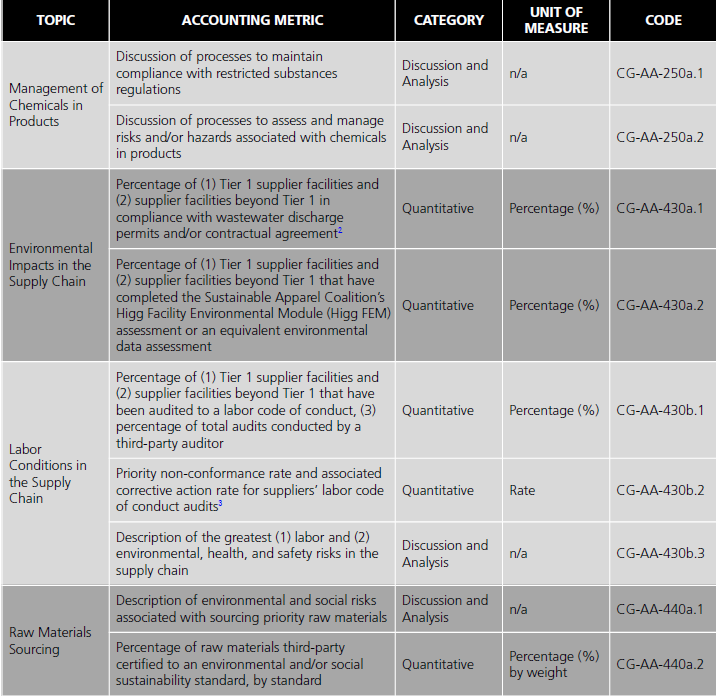 TOPIC
ACCOUNTING METRIC
CATEGORY
UNIT OF
MEASURE
CODE
Management of
Chemicals in
Products
Discussion of processes to maintain
compliance with restricted substances
regulations
Discussion and
Analysis
n/a
CG-AA-250a.1
Discussion of processes to assess and manage
risks and/or hazards associated with chemicals
in products
Discussion and
Analysis
n/a
CG-AA-250a.2
Environmental
Impacts in the
Supply Chain
Percentage of (1) Tier 1 supplier facilities and
(2) supplier facilities beyond Tier 1 in
compliance with wastewater discharge
permits and/or contractual agreement2
Quantitative
Percentage (%)
CG-AA-430a.1
Percentage of (1) Tier 1 supplier facilities and
(2) supplier facilities beyond Tier 1 that have
completed the Sustainable Apparel Coalition's
Higg Facility Environmental Module (Higg FEM)
assessment or an equivalent environmental
data assessment
Quantitative
Percentage (%)
CG-AA-430a.2
Labor
Conditions in
the Supply
Chain
Percentage of (1) Tier 1 supplier facilities and
(2) supplier facilities beyond Tier 1 that have
been audited to a labor code of conduct, (3)
percentage of total audits conducted by a
third-party auditor
Quantitative
Percentage (%)
CG-AA-430b.1
Priority non-conformance rate and associated
corrective action rate for suppliers' labor code
of conduct audits3
Quantitative
Rate
CG-AA-430b.2
Description of the greatest (1) labor and (2)
environmental, health, and safety risks in the
supply chain
Discussion and
Analysis
n/a
CG-AA-430b.3
Raw Materials
Sourcing
Description of environmental and social risks
associated with sourcing priority raw materials
Discussion and
Analysis
n/a
CG-AA-440a.1
Percentage of raw materials third-party
certified to an environmental and/or social
sustainability standard, by standard
Quantitative
Percentage (%)
by weight
CG-AA-440a.2